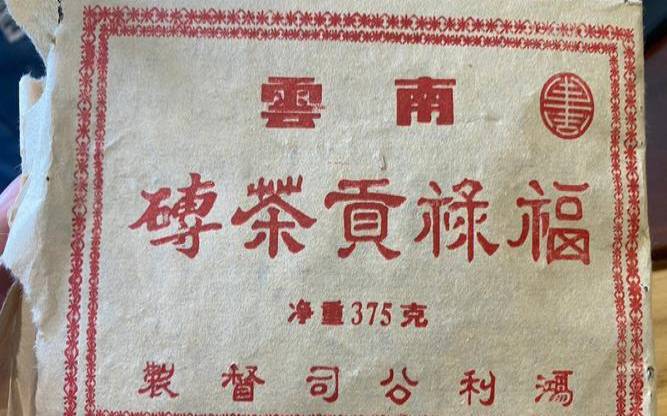 雲南
福祿貢茶磚
净重375克
鴻利公司督製